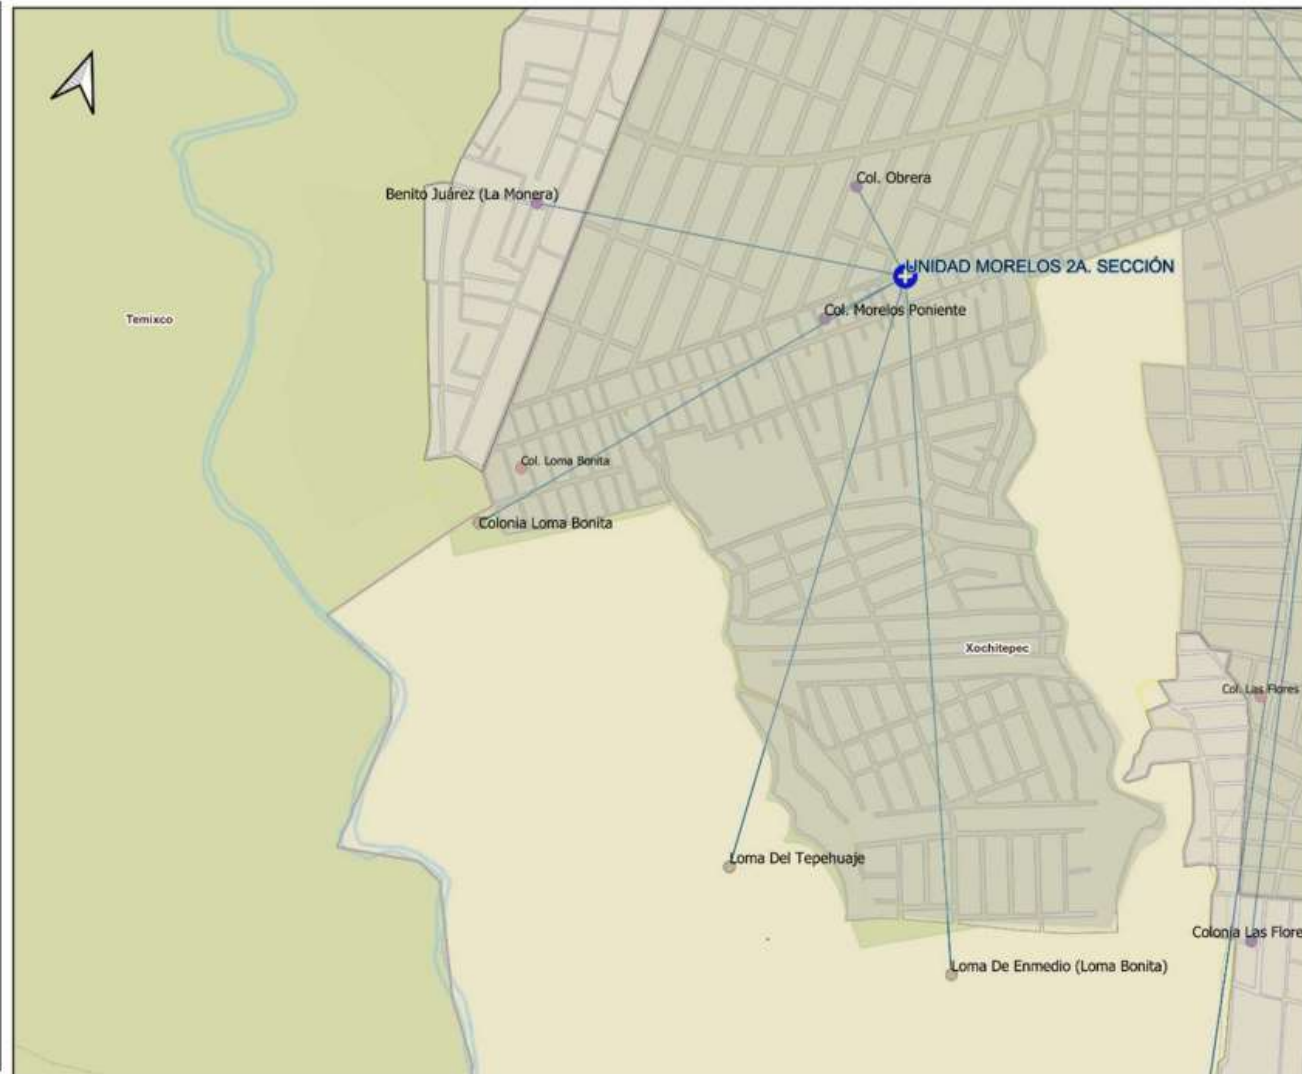 Col. Obrera
Benito Juárez (La Monera)
UNIDAD MORELOS 2A. SECCIÓN
Col. Morelos Poniente
Temixco
Col. Loma Bonita
Colonia Loma Bonita
Xochitepec
Col. Las Flores
Loma Del Tepehuaje
Colonia Las Flore
Loma De Enmedio (Loma Bonita)